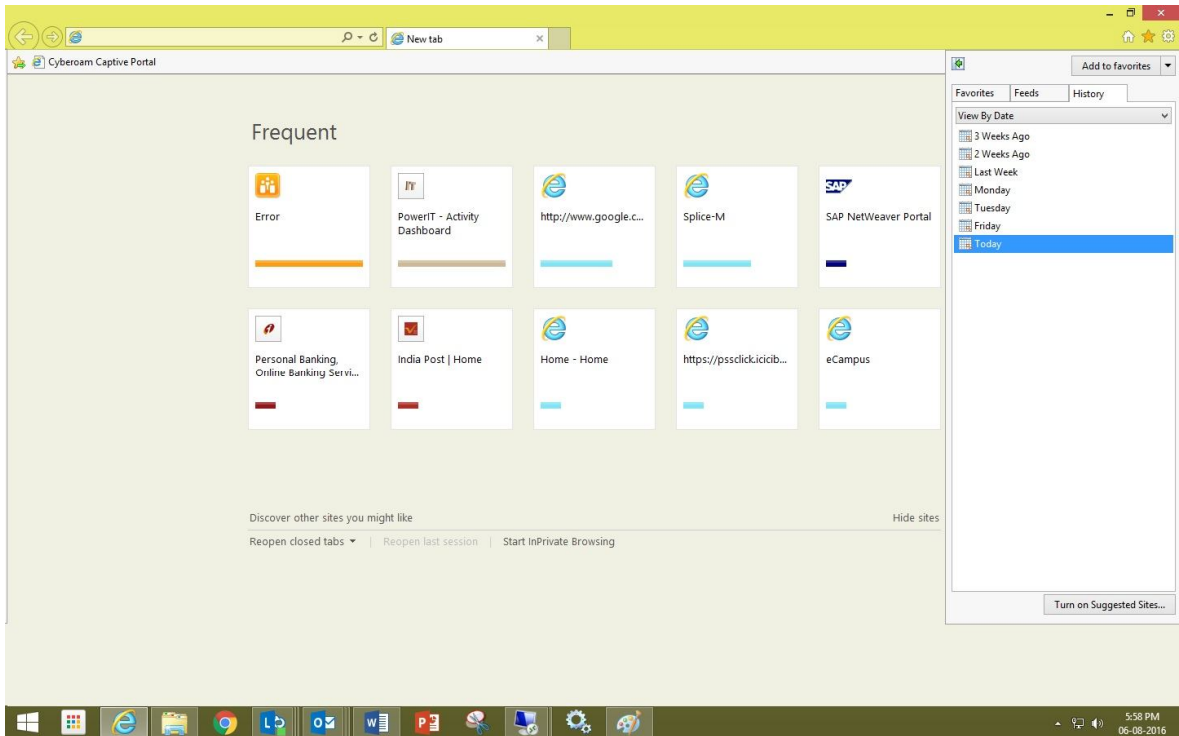 New tab
Cyberoam Captive Portal
Add to favorites
Favorites Feeds History
View By Date
3 Weeks Ago
2 Weeks Ago
Last Week
Monday
Tuesday
Friday
Today
Frequent
Error
PowerIT - Activity
Dashboard
http://www.google.c...
Splice-M
SAP
SAP NetWeaver Portal
Personal Banking,
Online Banking Servi...
India Post | Home
Home - Home
https://pssclick.icicib...
eCampus
Discover other sites you might like
Hide sites
Reopen closed tabs | Reopen last session | Start InPrivate Browsing
Turn on Suggested Sites...
5:58 PM
06-08-2016